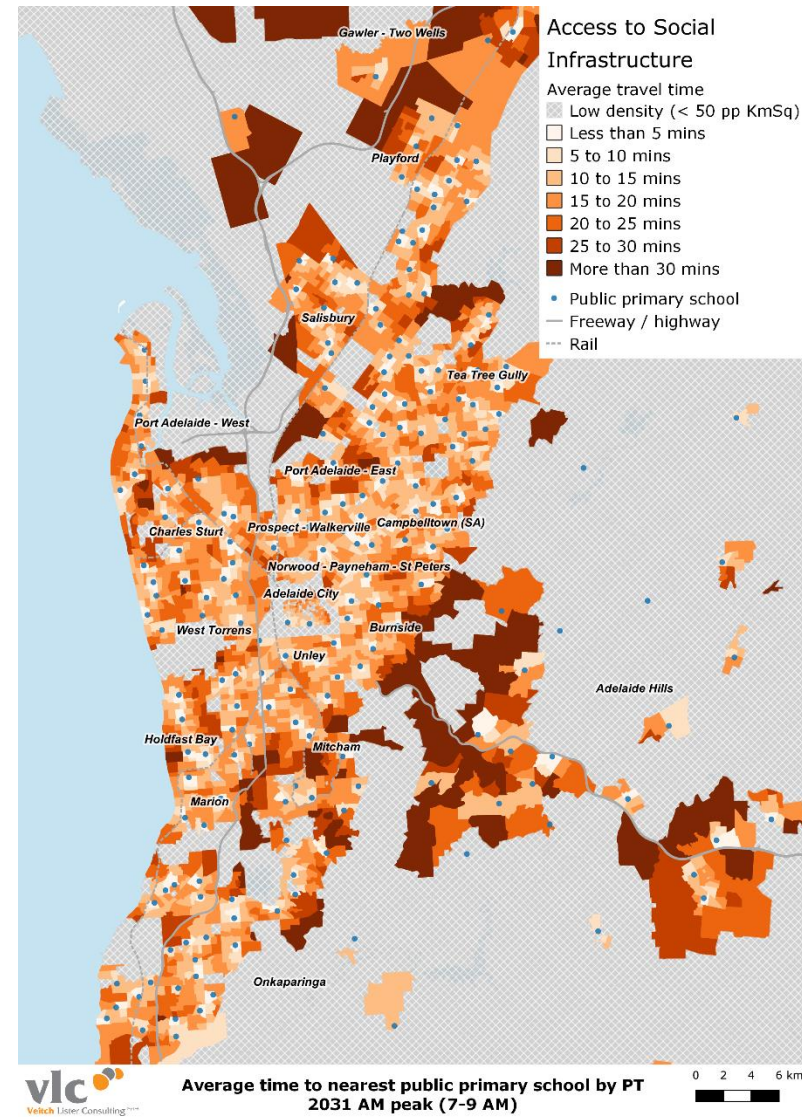 Access to Social
Infrastructure
Average travel time
Low density (< 50 pp KmSq)
Less than 5 mins
5 to 10 mins
10 to 15 mins
15 to 20 mins
20 to 25 mins
25 to 30 mins
More than 30 mins
Public primary school
Freeway / highway
Rail
Gawler - Two Wells
Playford
Salisbury
Tea Tree Gully
Port Adelaide - West
Port Adelaide - East
Charles Sturt
Prospect - Walkerville
Campbelltown (SA)
Norwood - Payneham - St Peters
Adelaide City
West Torrens
Burnside
Unley
Adelaide Hills
Holdfast Bay
Mitcham
Marion
Onkaparinga
vlc
Veitch Lister Consulting
Average time to nearest public primary school by PT
2031 AM peak (7-9 AM)
0 2 4 6 km